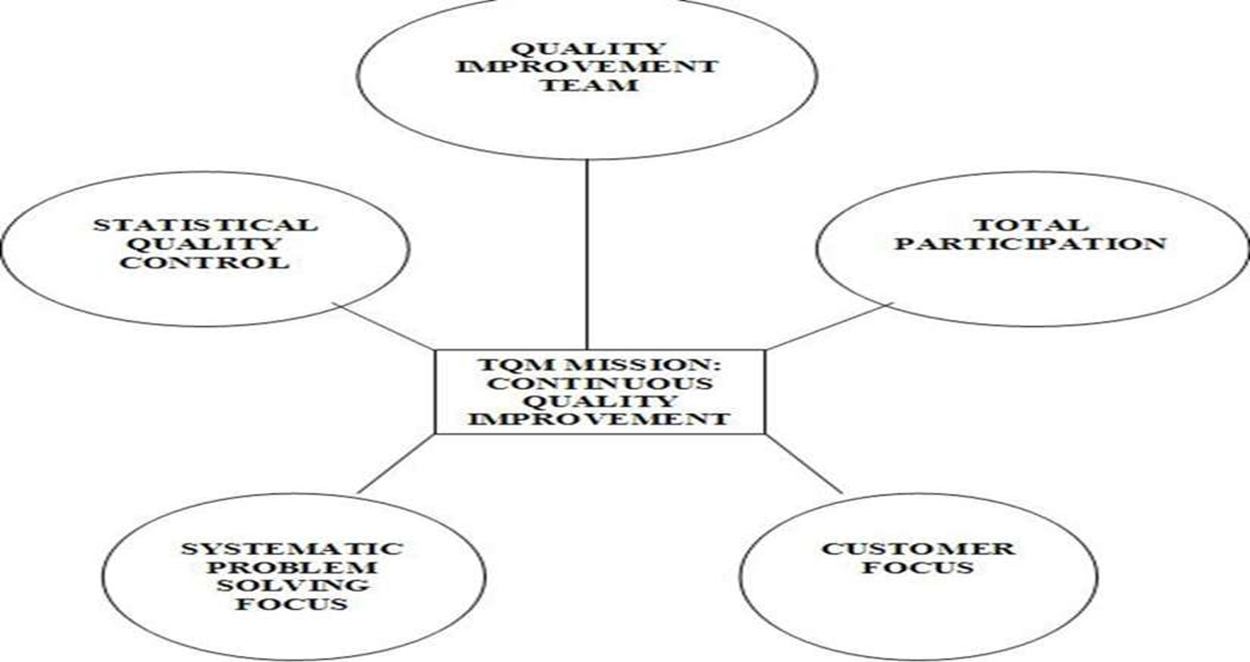 QUALITY
IMPROVEMENT
TEAM
STATISTICAL
QUALITY
CONTROL
TOTAL
PARTICIPATION
TQM MISSION:
CONTINUOUS
QUALITY
IMPROVEMENT
SYSTEMATIC
PROBLEM
SOLVING
FOCUS
CUSTOMER
FOCUS